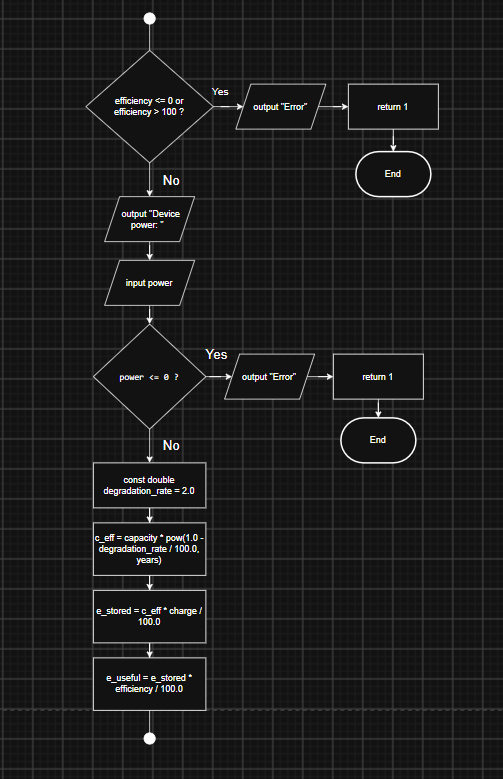 efficiency <= 0 or
efficiency > 100 ?
Yes
output "Error"
return 1
End
No
output "Device
power: "
input power
power <= 0 ?
Yes
output "Error"
return 1
End
No
const double
degradation_rate = 2.0
c_eff = capacity * pow(1.0 -
degradation_rate / 100.0,
years)
e_stored = c_eff * charge /
100.0
e_useful = e_stored *
efficiency / 100.0